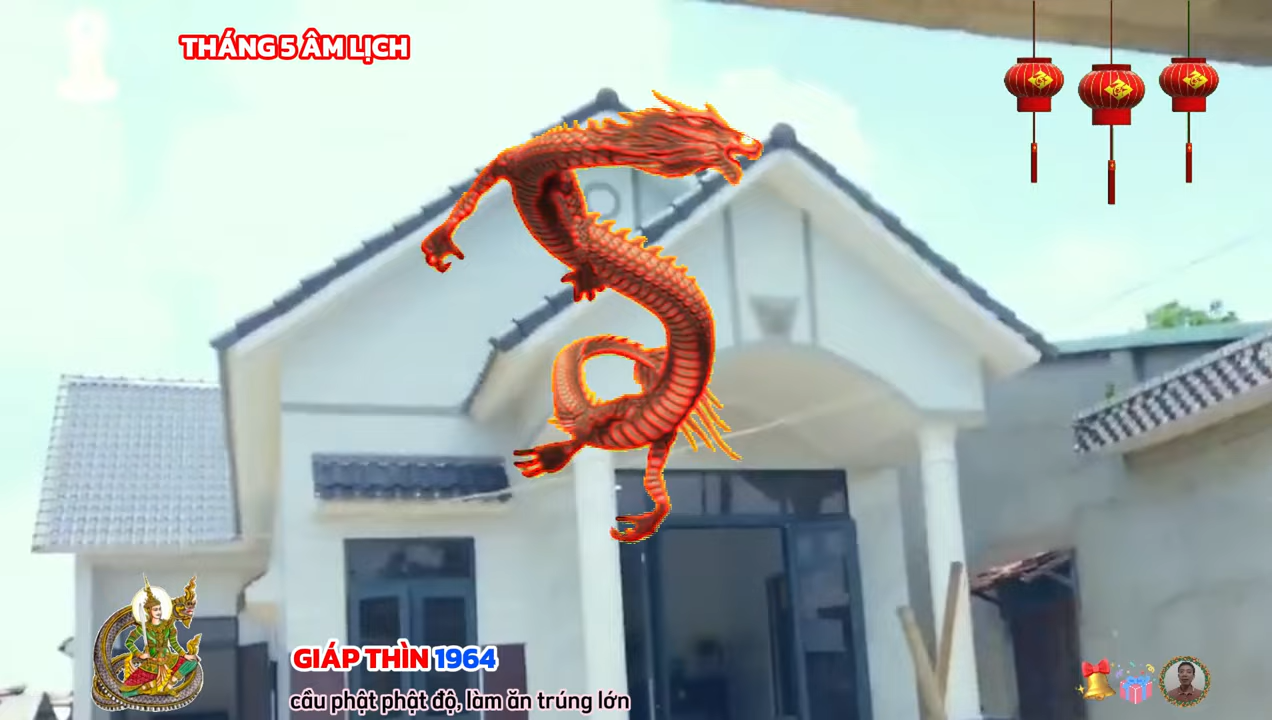 THÁNG 5 ÂM LỊCH
GIÁP THÌN 1964
cầu phật phật độ, làm ăn trúng lớn